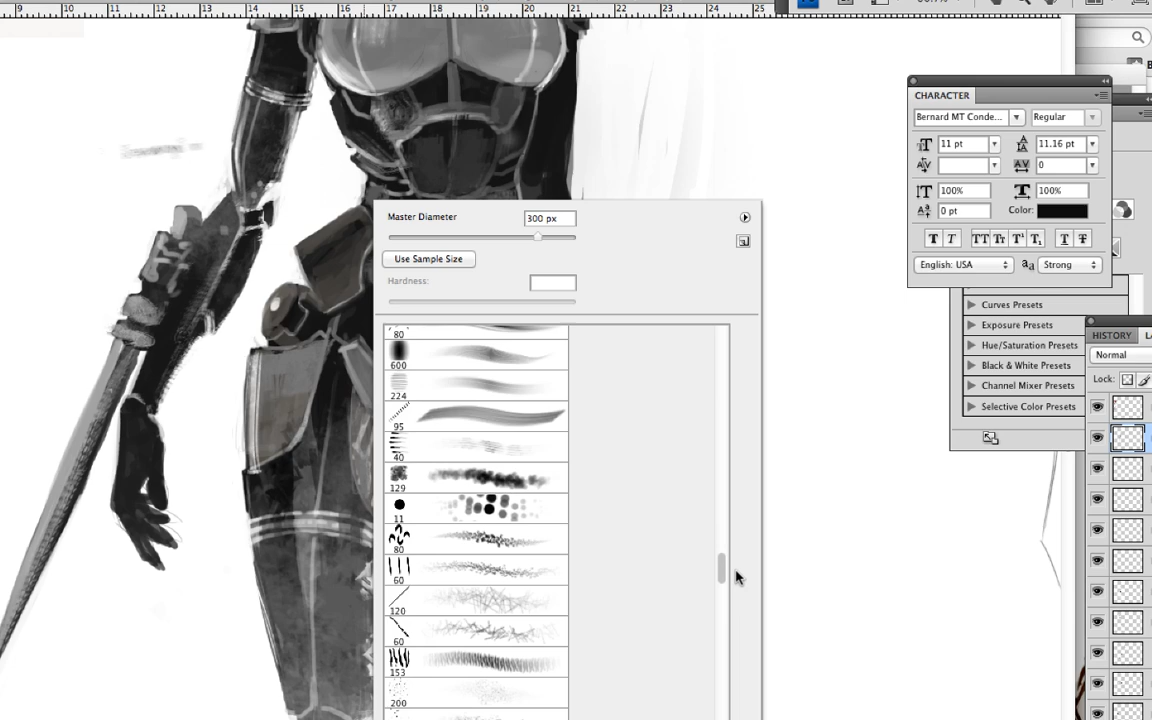 9 10 11 12 13 14 15 16 17 18 19 20 21 22 23 24 25
CHARACTER
Bernard MT Conde... Regular
11 pt 11.16 pt
0
100% 100%
0 pt Color:
English: USA aa Strong
Master Diameter 300 px
Use Sample Size
Hardness:
80
600
224
95
40
129
11
80
60
120
60
153
200
Curves Presets
Exposure Presets
Hue/Saturation Presets
Black & White Presets
Channel Mixer Presets
Selective Color Presets
HISTORY
Normal
Lock: